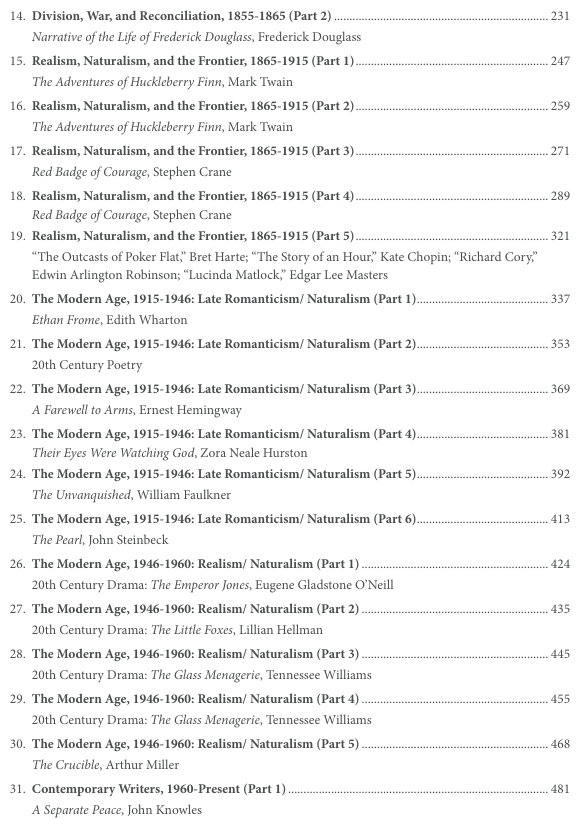 14. Division, War, and Reconciliation, 1855-1865 (Part 2) ........ 231
Narrative of the Life of Frederick Douglass, Frederick Douglass
15. Realism, Naturalism, and the Frontier, 1865-1915 (Part 1) ........ 247
The Adventures of Huckleberry Finn, Mark Twain
16. Realism, Naturalism, and the Frontier, 1865-1915 (Part 2) ........ 259
The Adventures of Huckleberry Finn, Mark Twain
17. Realism, Naturalism, and the Frontier, 1865-1915 (Part 3) ........ 271
Red Badge of Courage, Stephen Crane
18. Realism, Naturalism, and the Frontier, 1865-1915 (Part 4) ........ 289
Red Badge of Courage, Stephen Crane
19. Realism, Naturalism, and the Frontier, 1865-1915 (Part 5) ........ 321
“The Outcasts of Poker Flat,” Bret Harte; “The Story of an Hour,” Kate Chopin; “Richard Cory,”
Edwin Arlington Robinson; “Lucinda Matlock,” Edgar Lee Masters
20. The Modern Age, 1915-1946: Late Romanticism/ Naturalism (Part 1) ........ 337
Ethan Frome, Edith Wharton
21. The Modern Age, 1915-1946: Late Romanticism/ Naturalism (Part 2) ........ 353
20th Century Poetry
22. The Modern Age, 1915-1946: Late Romanticism/ Naturalism (Part 3) ........ 369
A Farewell to Arms, Ernest Hemingway
23. The Modern Age, 1915-1946: Late Romanticism/ Naturalism (Part 4) ........ 381
Their Eyes Were Watching God, Zora Neale Hurston
24. The Modern Age, 1915-1946: Late Romanticism/ Naturalism (Part 5) ........ 392
The Unvanquished, William Faulkner
25. The Modern Age, 1915-1946: Late Romanticism/ Naturalism (Part 6) ........ 413
The Pearl, John Steinbeck
26. The Modern Age, 1946-1960: Realism/ Naturalism (Part 1) ........ 424
20th Century Drama: The Emperor Jones, Eugene Gladstone O’Neill
27. The Modern Age, 1946-1960: Realism/ Naturalism (Part 2) ........ 435
20th Century Drama: The Little Foxes, Lillian Hellman
28. The Modern Age, 1946-1960: Realism/ Naturalism (Part 3) ........ 445
20th Century Drama: The Glass Menagerie, Tennessee Williams
29. The Modern Age, 1946-1960: Realism/ Naturalism (Part 4) ........ 455
20th Century Drama: The Glass Menagerie, Tennessee Williams
30. The Modern Age, 1946-1960: Realism/ Naturalism (Part 5) ........ 468
The Crucible, Arthur Miller
31. Contemporary Writers, 1960-Present (Part 1) ........ 481
A Separate Peace, John Knowles